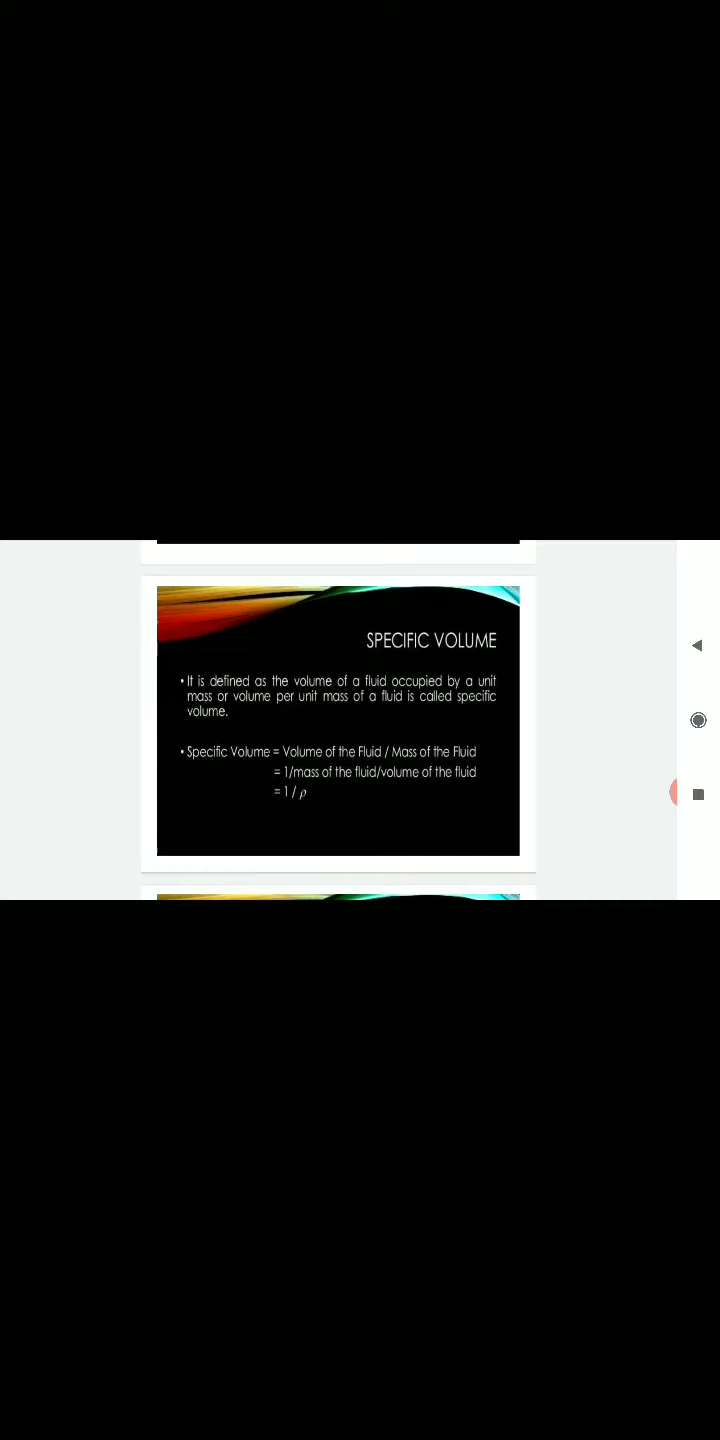 SPECIFIC VOLUME
• It is defined as the volume of a fluid occupied by a unit
mass or volume per unit mass of a fluid is called specific
volume.
• Specific Volume = Volume of the Fluid / Mass of the Fluid
= 1/mass of the fluid/volume of the fluid
= 1 / ρ